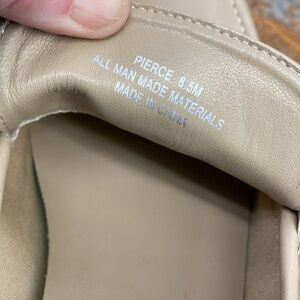 PIERCE 8.5M
ALL MAN MADE MATERIALS
MADE IN CHINA